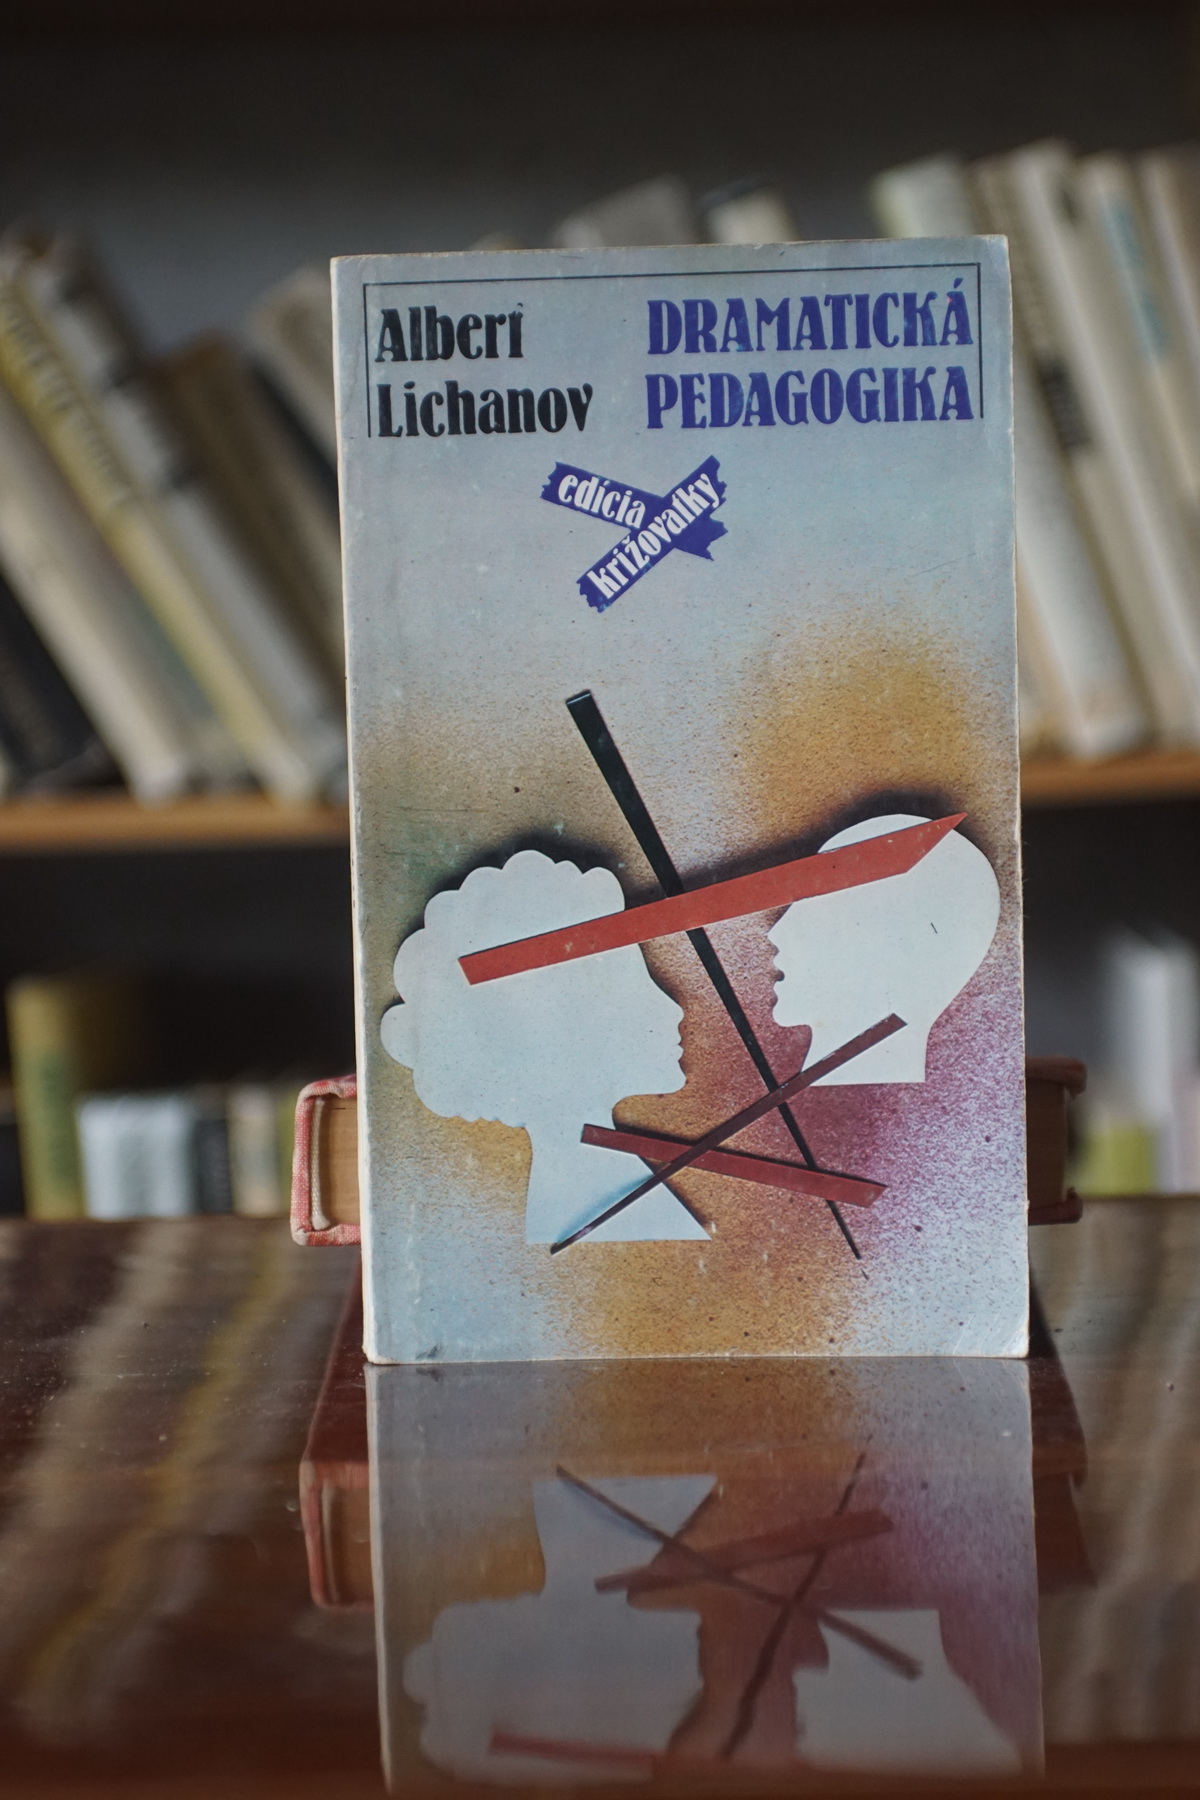 Albert
Lichanov
DRAMATICKÁ
PEDAGOGIKA
edícia
križovatky